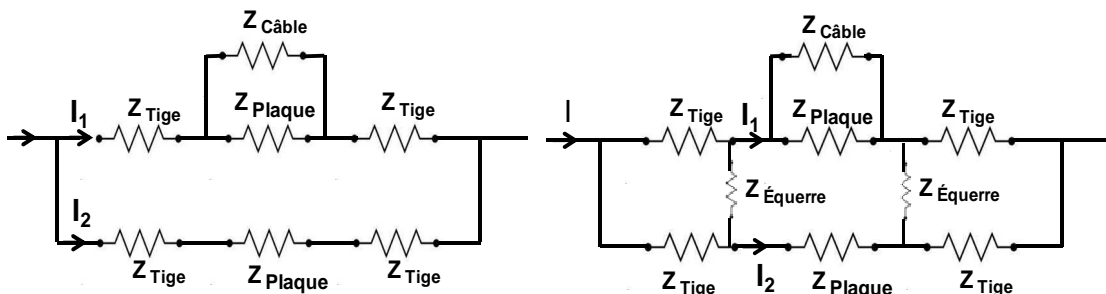 Z Câble
I1 Z Tige Z Plaque Z Tige
I2
Z Tige Z Plaque Z Tige
Z Câble
I Z Tige I1 Z Plaque Z Tige
Z Équerre Z Équerre
Z Tige I2 Z Plaque Z Tige